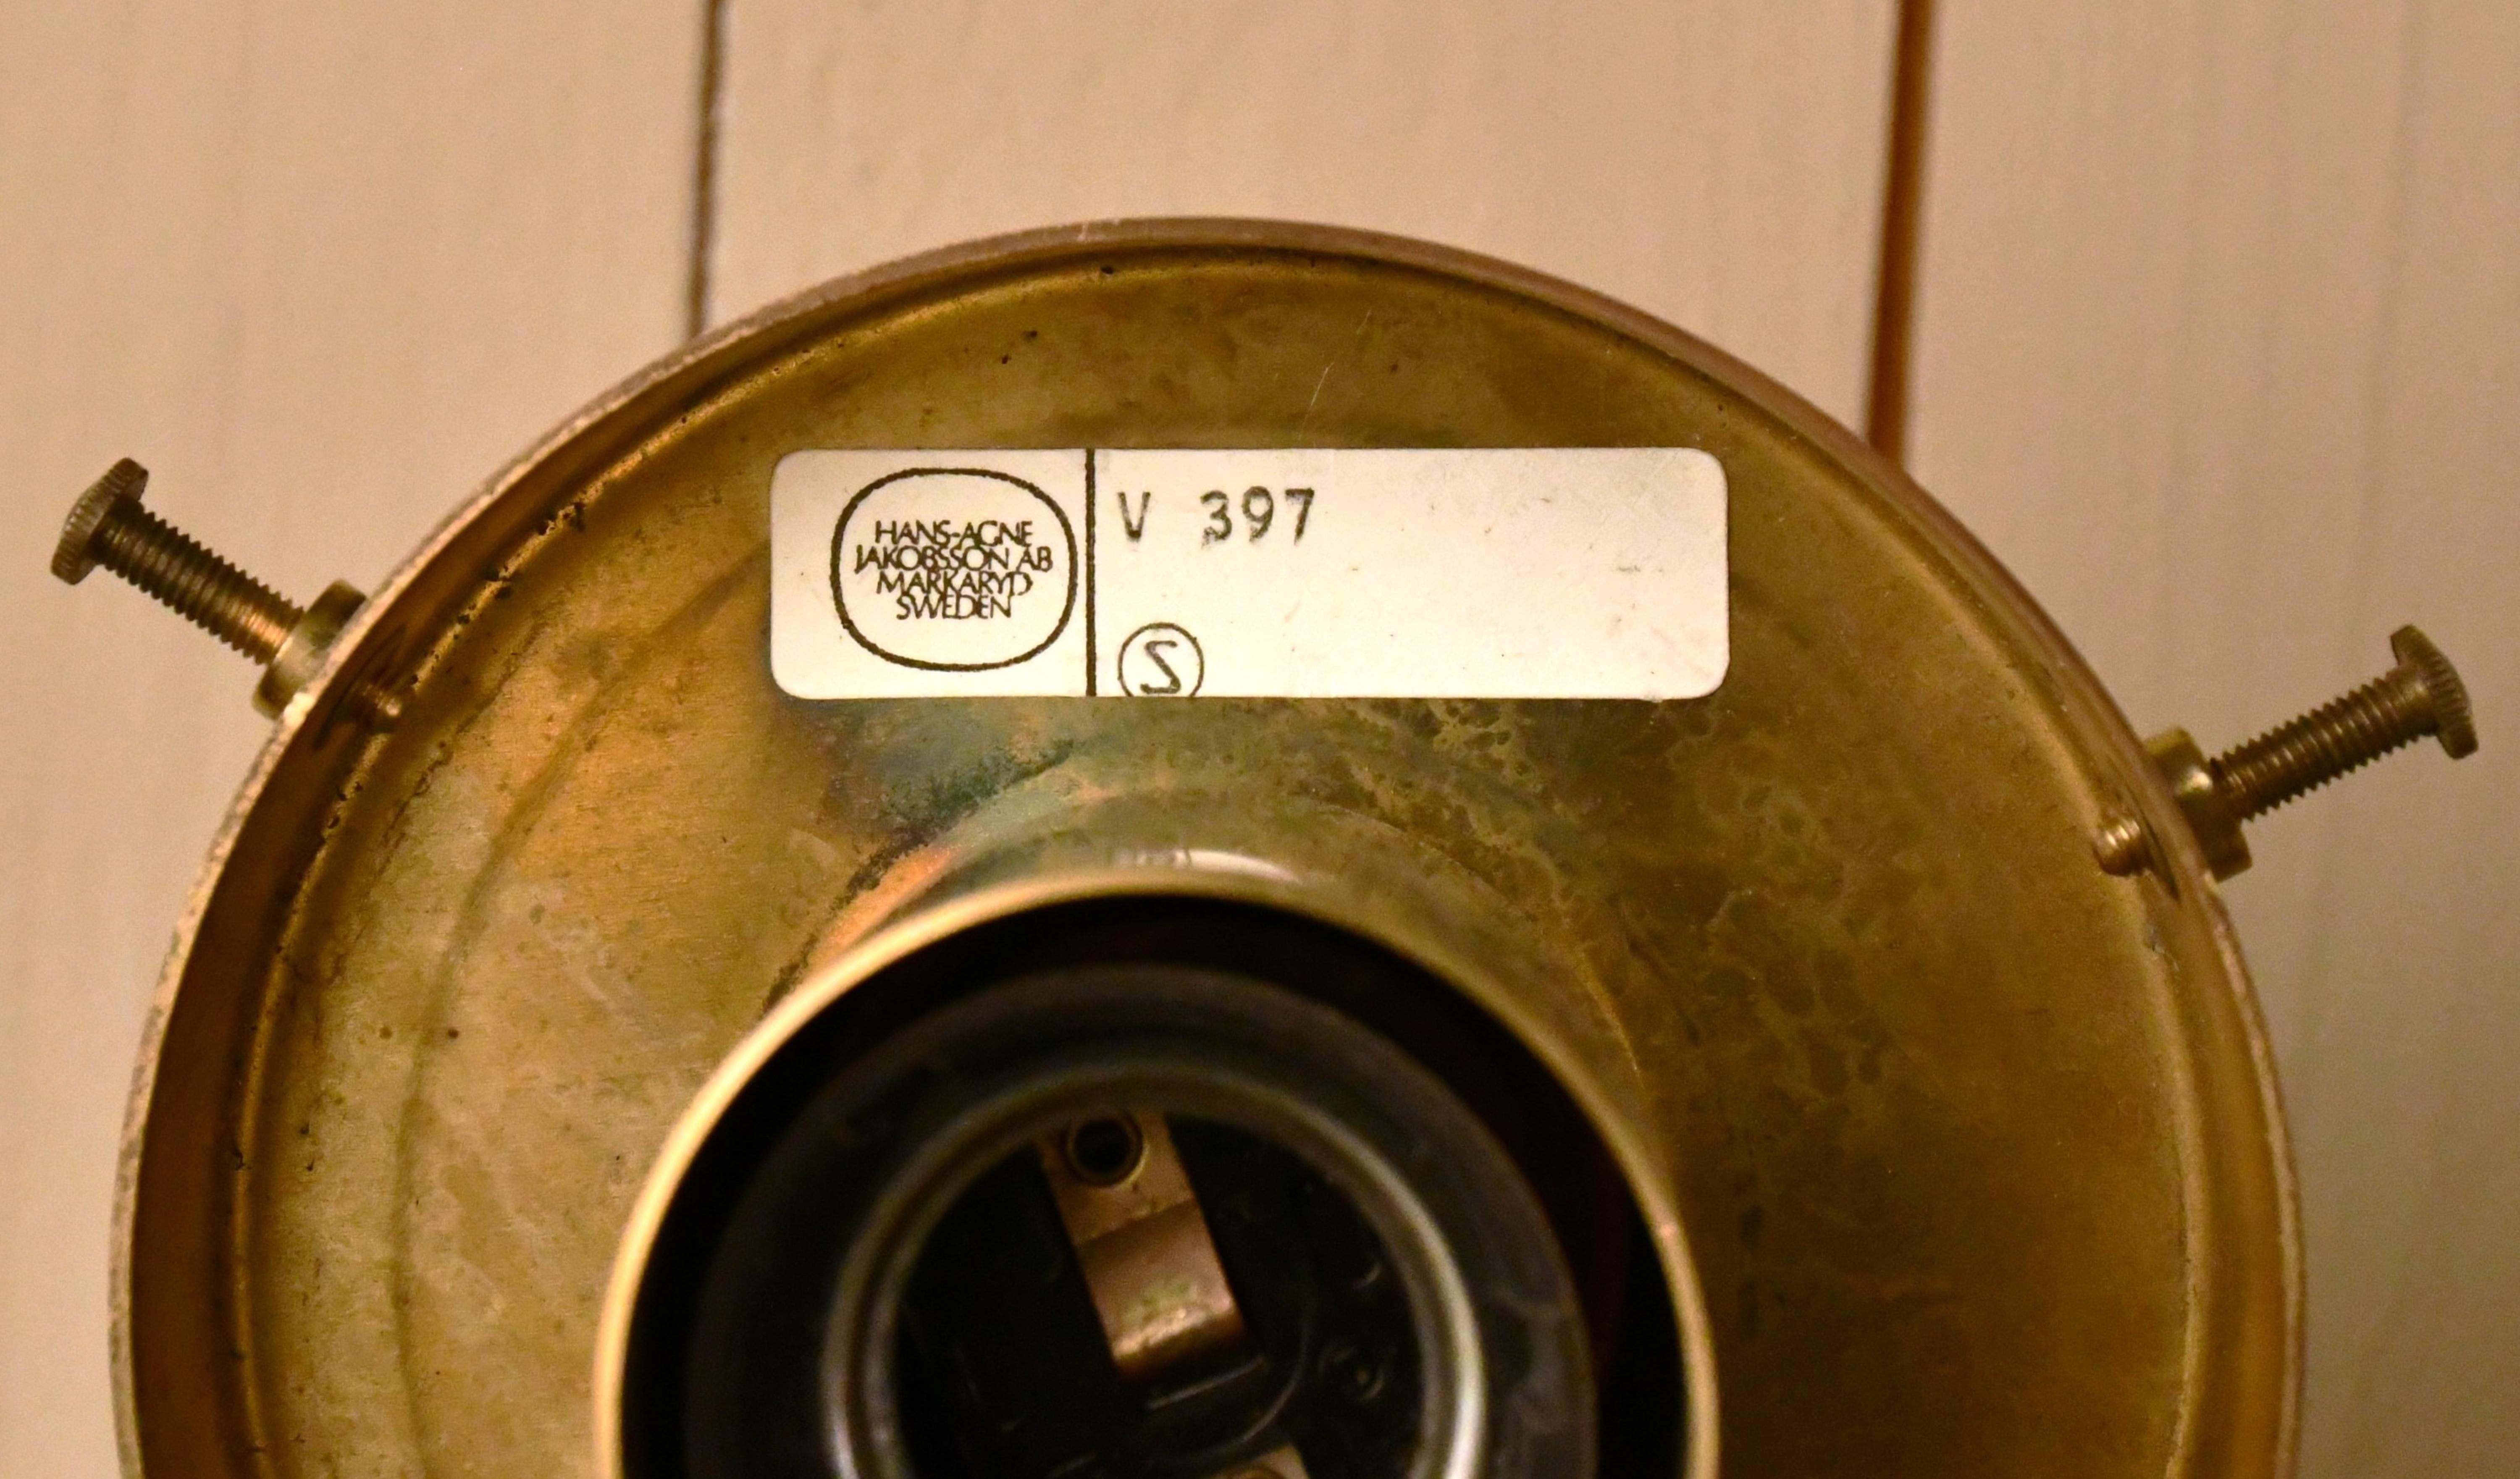 HANS-AGNE
JAKOBSSON AB
MARKARYD
SWEDEN
V 397
S